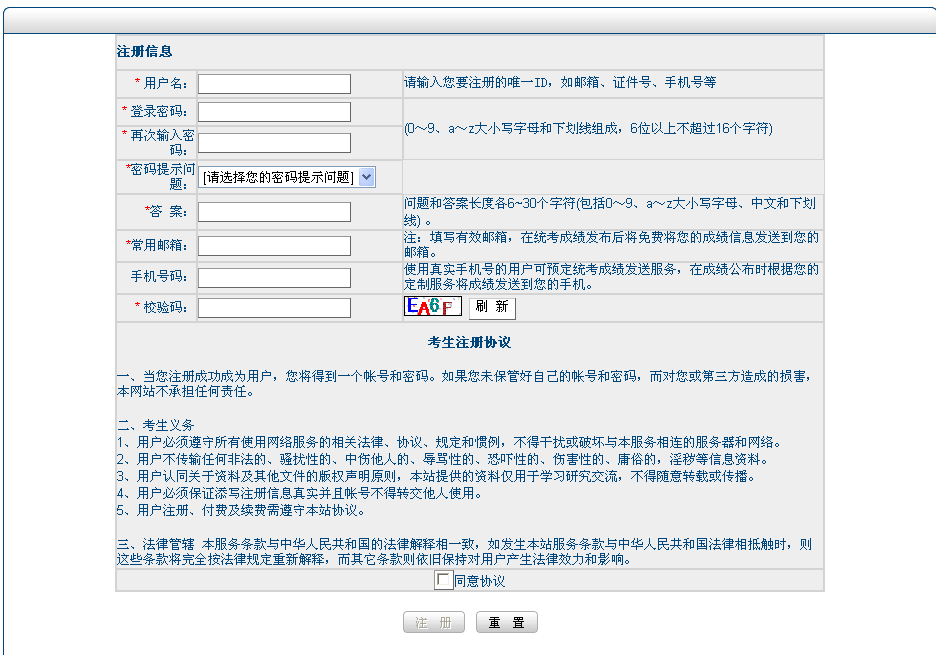 注册信息
* 用户名：
请输入您要注册的唯一ID，如邮箱、证件号、手机号等
* 登录密码：
(0～9、a～z大小写字母和下划线组成，6位以上不超过16个字符)
* 再次输入密
码：
*密码提示问
题：
[请选择您的密码提示问题]
*答 案：
问题和答案长度各6~30个字符(包括0～9、a～z大小写字母、中文和下划
线) 。
*常用邮箱：
注：填写有效邮箱，在统考成绩发布后将免费将您的成绩信息发送到您的
邮箱。
手机号码：
使用真实手机号的用户可预定统考成绩发送服务，在成绩公布时根据您的
定制服务将成绩发送到您的手机。
* 校验码：
EA6F
刷 新
考生注册协议
一、当您注册成功成为用户，您将得到一个帐号和密码。如果您未保管好自己的帐号和密码，而对您或第三方造成的损害，
本网站不承担任何责任。
二、考生义务
1、用户必须遵守所有使用网络服务的相关法律、协议、规定和惯例，不得干扰或破坏与本服务相连的服务器和网络。
2、用户不传输任何非法的、骚扰性的、中伤他人的、辱骂性的、恐吓性的、伤害性的、庸俗的，淫秽等信息资料。
3、用户认同关于资料及其他文件的版权声明原则，本站提供的资料仅用于学习研究交流，不得随意转载或传播。
4、用户必须保证添写注册信息真实并且帐号不得转交他人使用。
5、用户注册、付费及续费需遵守本站协议。
三、法律管辖 本服务条款与中华人民共和国的法律解释相一致，如发生本站服务条款与中华人民共和国法律相抵触时，则
这些条款将完全按法律规定重新解释，而其它条款则依旧保持对用户产生法律效力和影响。
同意协议
注 册
重 置